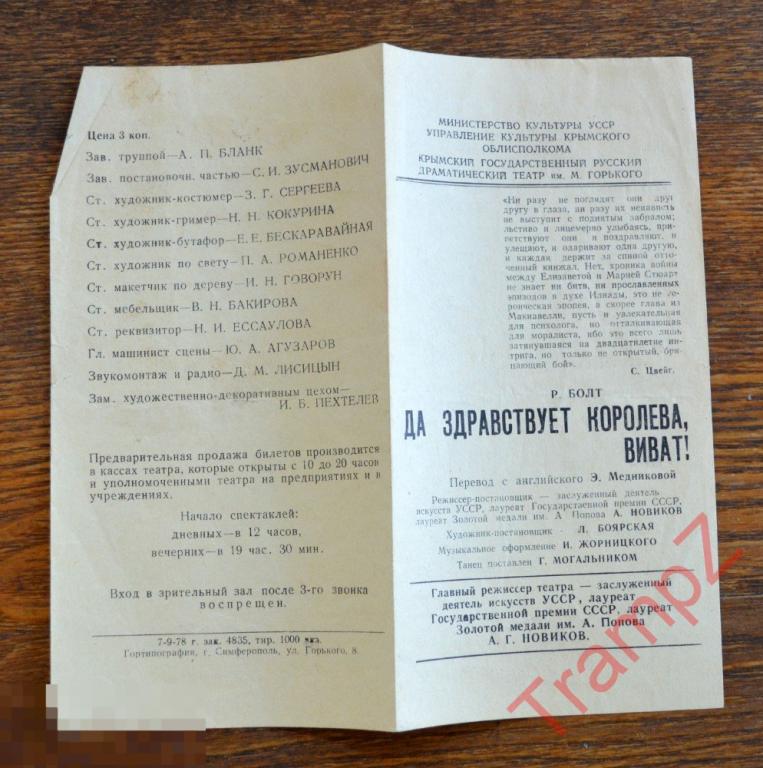 Цена 3 коп.
Зав. труппой—А. П. БЛАНК
Зав. постановочн. частью—С. И. ЗУСМАНОВИЧ
Ст. художник-костюмер—З. Г. СЕРГЕЕВА
Ст. художник-гример—Н. Н. КОКУРИНА
Ст. художник-бутафор—Е. Е. БЕСКАРАВАЙНАЯ
Ст. художник по свету—П. А. РОМАНЕНКО
Ст. макетчик по дереву—И. Н. ГОВОРУН
Ст. мебельщик—В. Н. БАКИРОВА
Ст. реквизитор—Н. И. ЕССАУЛОВА
Гл. машинист сцены—Ю. А. АГУЗАРОВ
Звукомонтаж и радио—Д. М. ЛИСИЦЫН
Зам. художественно-декоративным цехом—
И. Б. ПЕХТЕЛЕВ
Предварительная продажа билетов производится
в кассах театра, которые открыты с 10 до 20 часов
и уполномоченными театра на предприятиях и в
учреждениях.
Начало спектаклей:
дневных—в 12 часов,
вечерних—в 19 час. 30 мин.
Вход в зрительный зал после 3-го звонка
воспрещен.
7-9-78 г. зак. 4835, тир. 1000 экз.
Гортипография, г. Симферополь, ул. Горького, 8.
МИНИСТЕРСТВО КУЛЬТУРЫ УССР
УПРАВЛЕНИЕ КУЛЬТУРЫ КРЫМСКОГО
ОБЛИСПОЛКОМА
КРЫМСКИЙ ГОСУДАРСТВЕННЫЙ РУССКИЙ
ДРАМАТИЧЕСКИЙ ТЕАТР им. М. ГОРЬКОГО
«Ни разу не поглядят они друг
другу в глаза, ни разу их ненависть
не выступит с поднятым забралом;
льстиво и лицемерно улыбаясь, при-
ветствуют они и поздравляют, и
улещают, и одаривают одна другую,
и каждая держит за спиной отто-
ченный кинжал. Нет, хроника войны
между Елизаветой и Марией Стюарт
не знает ни битв, ни прославленных
эпизодов в духе Илиады, это не ге-
роическая эпопея, а скорее глава из
Макиавелли, пусть и увлекательная
для психолога, но отталкивающая
для моралиста, ибо это всего лишь
затянувшаяся на двадцатилетие ин-
трига, но только не открытый, бря-
цающий бой».
С. Цвейг.
Р. БОЛТ
ДА ЗДРАВСТВУЕТ КОРОЛЕВА,
ВИВАТ!
Перевод с английского Э. Медниковой
Режиссер-постановщик — заслуженный деятель
искусств УССР, лауреат Государственной премии СССР,
лауреат Золотой медали им. А Попова А. НОВИКОВ
Художник-постановщик — Л. БОЯРСКАЯ
Музыкальное оформление И. ЖОРНИЦКОГО
Танец поставлен Г. МОГАЛЬНИКОМ
Главный режиссер театра — заслуженный
деятель искусств УССР, лауреат
Государственной премии СССР, лауреат
Золотой медали им. А. Попова
А. Г. НОВИКОВ.
TrampZ